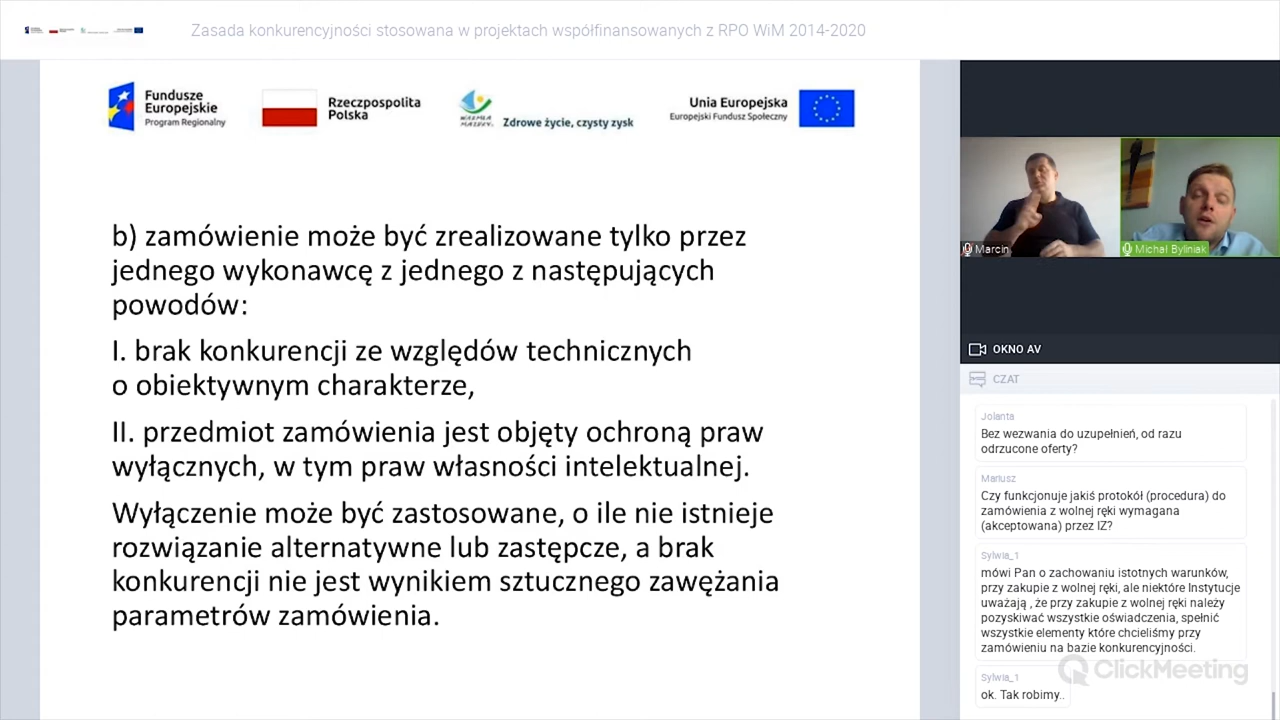 Zasada konkurencyjności stosowana w projektach współfinansowanych z RPO WiM 2014-2020
Fundusze
Europejskie
Program Regionalny
Rzeczpospolita
Polska
WARMIA
MAZURY
Zdrowe życie, czysty zysk
Unia Europejska
Europejski Fundusz Społeczny
b) zamówienie może być zrealizowane tylko przez
jednego wykonawcę z jednego z następujących
powodów:
I. brak konkurencji ze względów technicznych
o obiektywnym charakterze,
II. przedmiot zamówienia jest objęty ochroną praw
wyłącznych, w tym praw własności intelektualnej.
Wyłączenie może być zastosowane, o ile nie istnieje
rozwiązanie alternatywne lub zastępcze, a brak
konkurencji nie jest wynikiem sztucznego zawężania
parametrów zamówienia.
Marcin
Michał Byliniak
OKNO AV
CZAT
Jolanta
Bez wezwania do uzupełnień, od razu
odrzucone oferty?
Mariusz
Czy funkcjonuje jakiś protokół (procedura) do
zamówienia z wolnej ręki wymagana
(akceptowana) przez IZ?
Sylwia_1
mówi Pan o zachowaniu istotnych warunków,
przy zakupie z wolnej ręki, ale niektóre Instytucje
uważają , że przy zakupie z wolnej ręki należy
pozyskiwać wszystkie oświadczenia, spełnić
wszystkie elementy które chcieliśmy przy
zamówieniu na bazie konkurencyjności.
ClickMeeting
Sylwia_1
ok. Tak robimy..